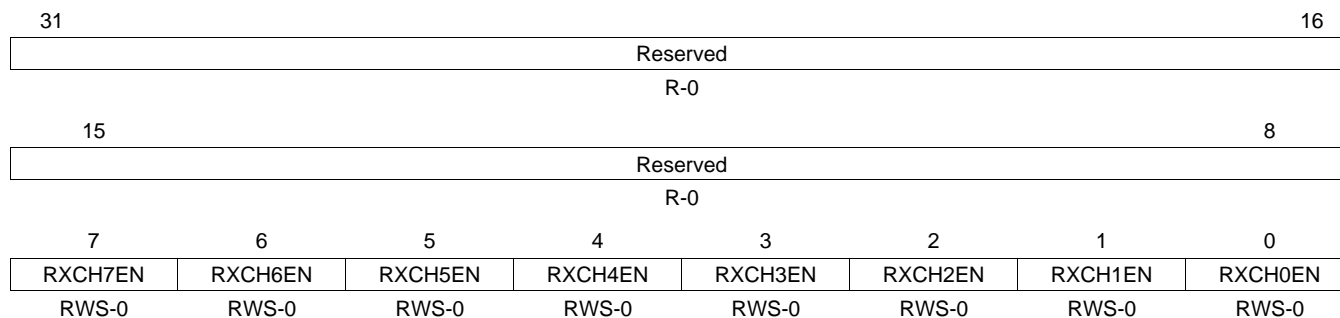 31 16
Reserved
R-0
15 8
Reserved
R-0
7 6 5 4 3 2 1 0
RXCH7EN RXCH6EN RXCH5EN RXCH4EN RXCH3EN RXCH2EN RXCH1EN RXCH0EN
RWS-0 RWS-0 RWS-0 RWS-0 RWS-0 RWS-0 RWS-0 RWS-0